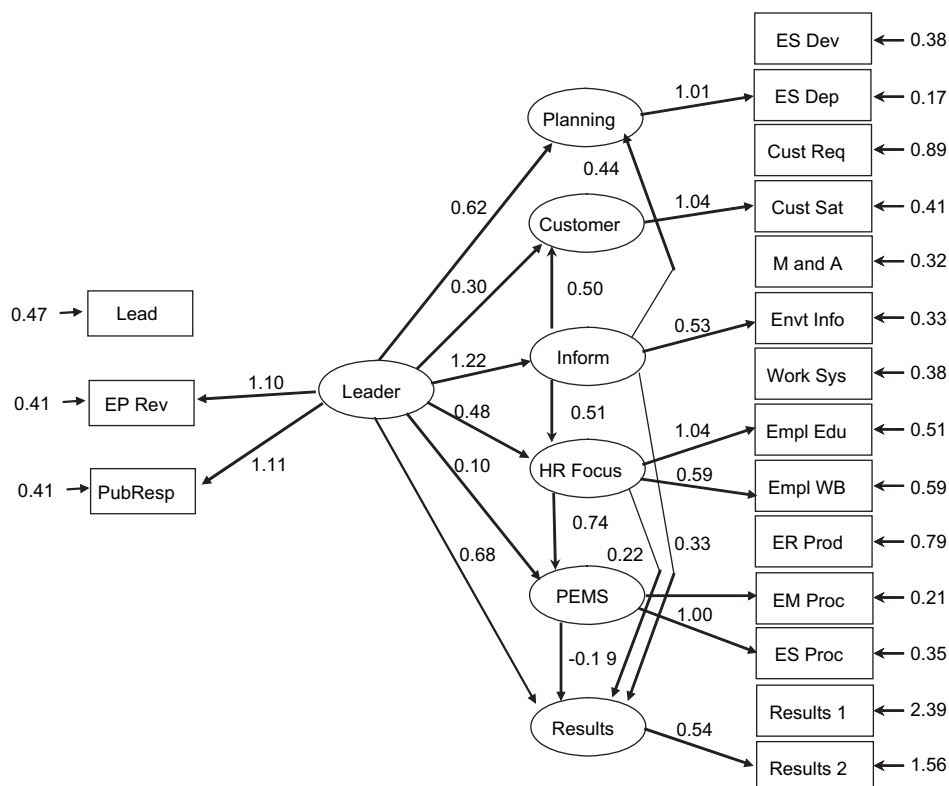 ES Dev
0.38
1.01
ES Dep
0.17
Planning
Cust Req
0.89
0.44
1.04
Cust Sat
0.41
0.62
Customer
M and A
0.32
0.30
0.50
0.47
Lead
0.53
Envt Info
0.33
1.22
Inform
Work Sys
0.38
1.10
Leader
0.41
EP Rev
0.48
0.51
1.04
Empl Edu
0.51
1.11
0.10
HR Focus
0.59
Empl WB
0.59
0.41
PubResp
0.74
ER Prod
0.79
0.68
0.22
0.33
PEMS
EM Proc
0.21
1.00
-0.1 9
ES Proc
0.35
Results 1
2.39
Results
0.54
Results 2
1.56